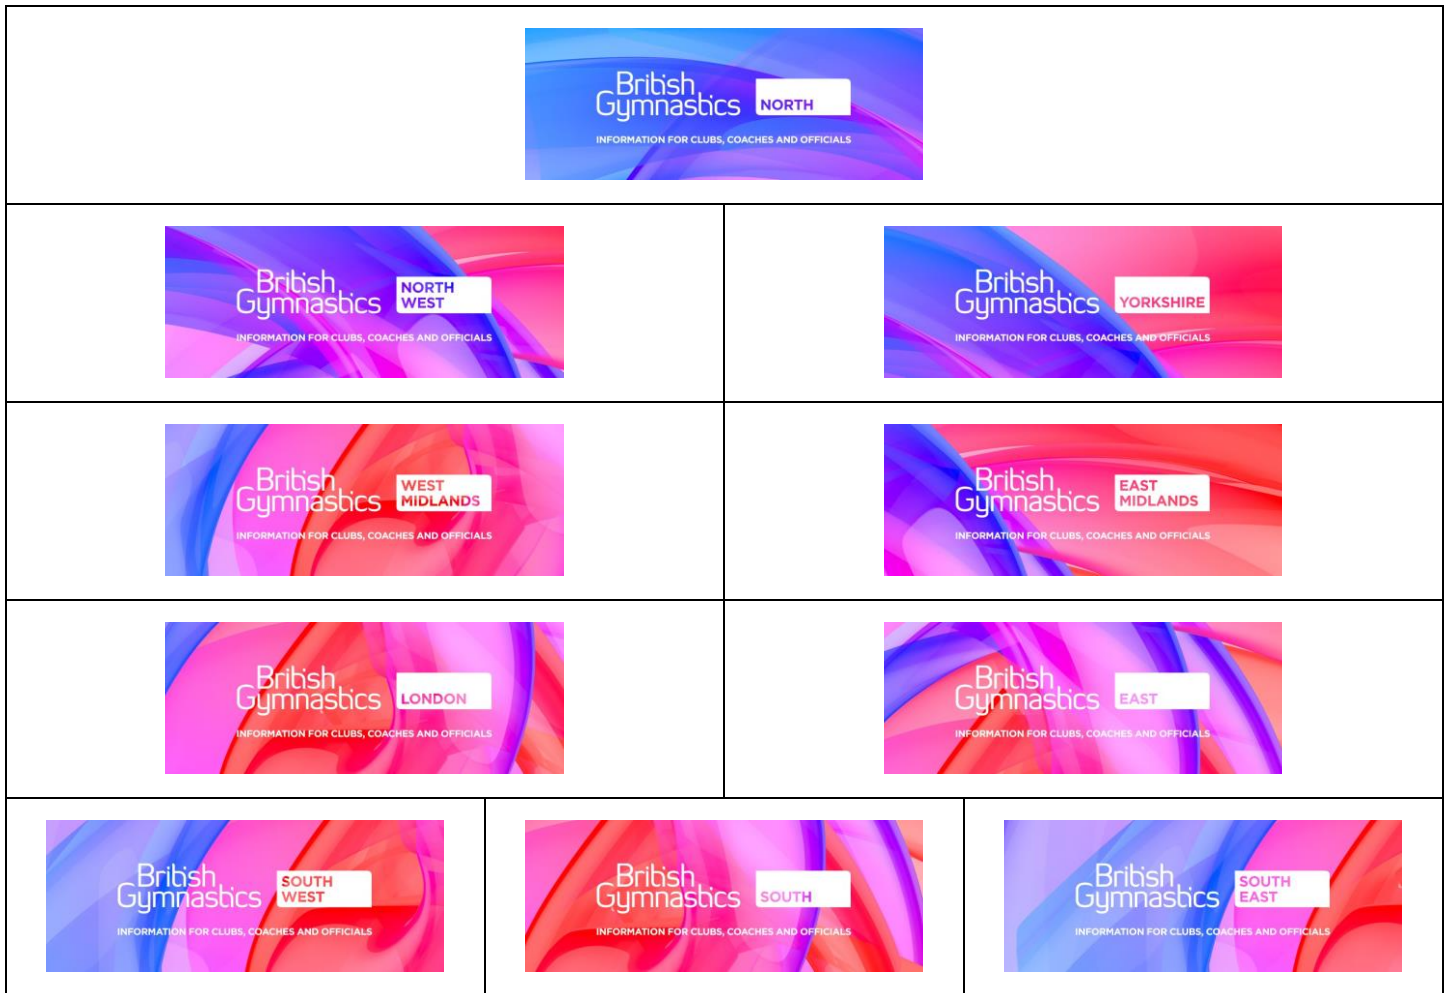 British
Gymnastics
NORTH
INFORMATION FOR CLUBS, COACHES AND OFFICIALS
British
Gymnastics
NORTH
WEST
INFORMATION FOR CLUBS, COACHES AND OFFICIALS
British
Gymnastics
YORKSHIRE
INFORMATION FOR CLUBS, COACHES AND OFFICIALS
British
Gymnastics
WEST
MIDLANDS
INFORMATION FOR CLUBS, COACHES AND OFFICIALS
British
Gymnastics
EAST
MIDLANDS
INFORMATION FOR CLUBS, COACHES AND OFFICIALS
British
Gymnastics
LONDON
INFORMATION FOR CLUBS, COACHES AND OFFICIALS
British
Gymnastics
EAST
INFORMATION FOR CLUBS, COACHES AND OFFICIALS
British
Gymnastics
SOUTH
WEST
INFORMATION FOR CLUBS, COACHES AND OFFICIALS
British
Gymnastics
SOUTH
INFORMATION FOR CLUBS, COACHES AND OFFICIALS
British
Gymnastics
SOUTH
EAST
INFORMATION FOR CLUBS, COACHES AND OFFICIALS